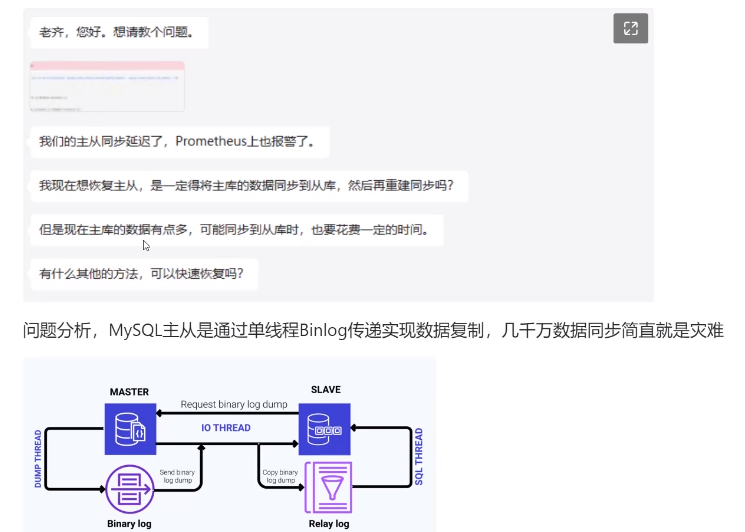 老齐，您好。想请教个问题。
我们的主从同步延迟了，Prometheus上也报警了。
我现在想恢复主从，是一定得将主库的数据同步到从库，然后再重建同步吗？
但是现在主库的数据有点多，可能同步到从库时，也要花费一定的时间。
有什么其他的方法，可以快速恢复吗？
问题分析，MySQL主从是通过单线程Binlog传递实现数据复制，几千万数据同步简直就是灾难
MASTER
SLAVE
Request binary log dump
IO THREAD
DUMP THREAD
SQL THREAD
Send binary
log dump
Copy binary
log dump
Binary log
Relay log